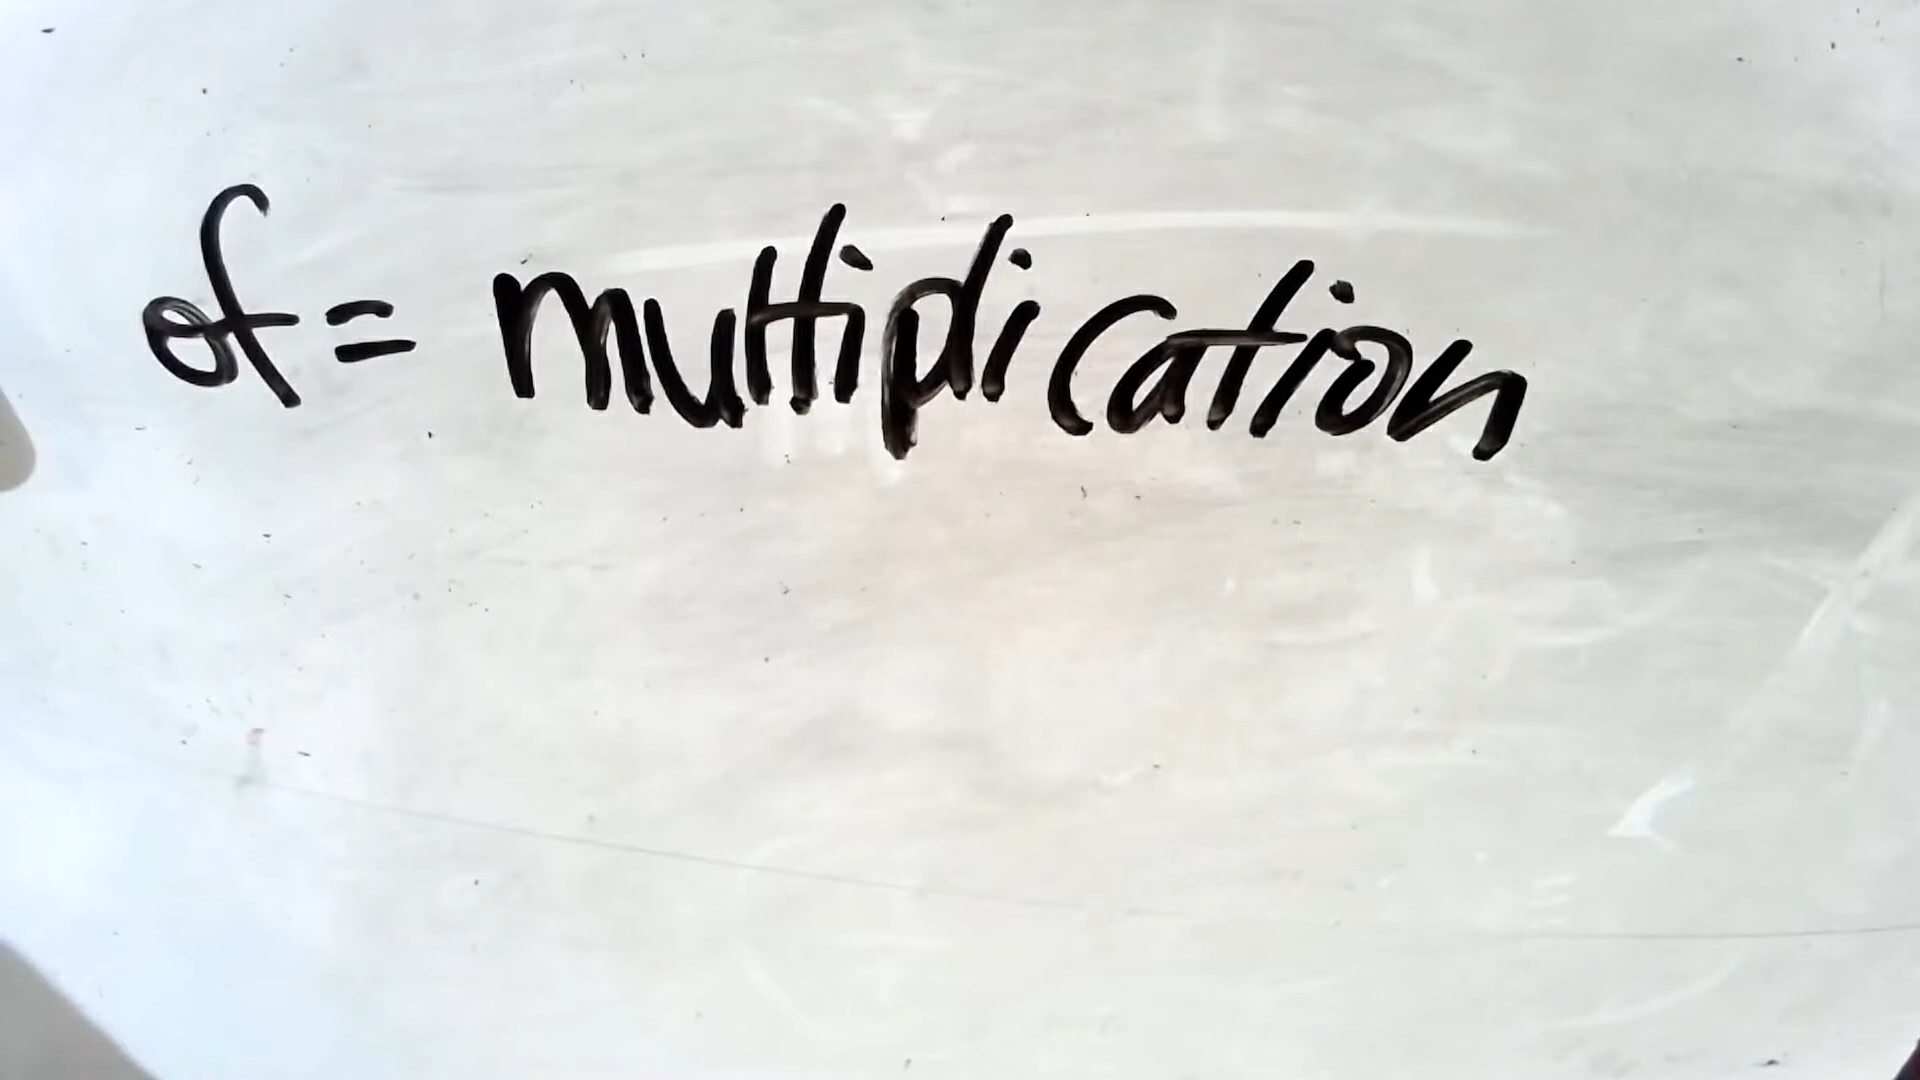 of = multiplication